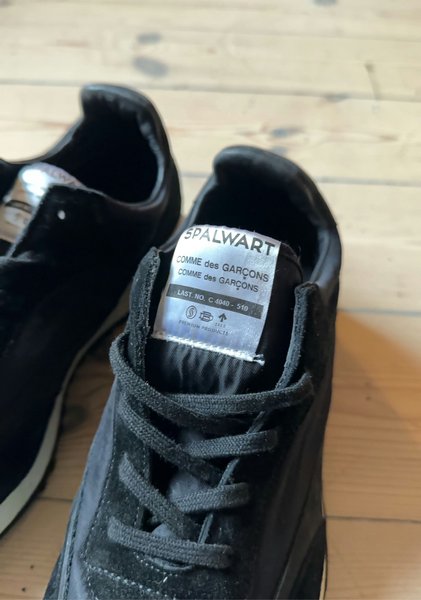 SPALWART
COMME des GARÇONS
COMME des GARÇONS
LAST. NO. C 4040 - 510
PREMIUM PRODUCTS